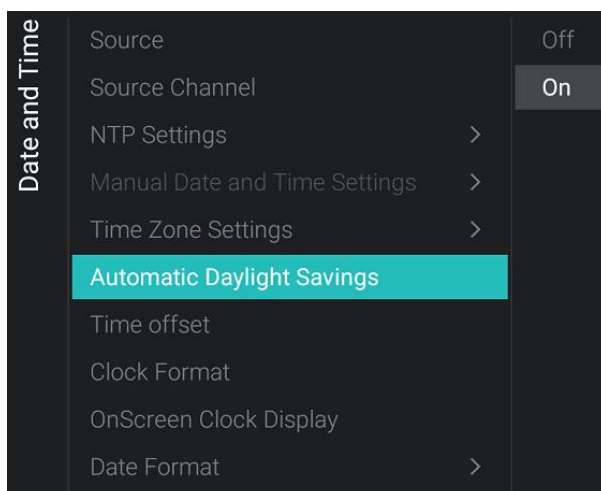 Date and Time
Source
Source Channel
NTP Settings
Manual Date and Time Settings
Time Zone Settings
Automatic Daylight Savings
Time offset
Clock Format
OnScreen Clock Display
Date Format
Off
On